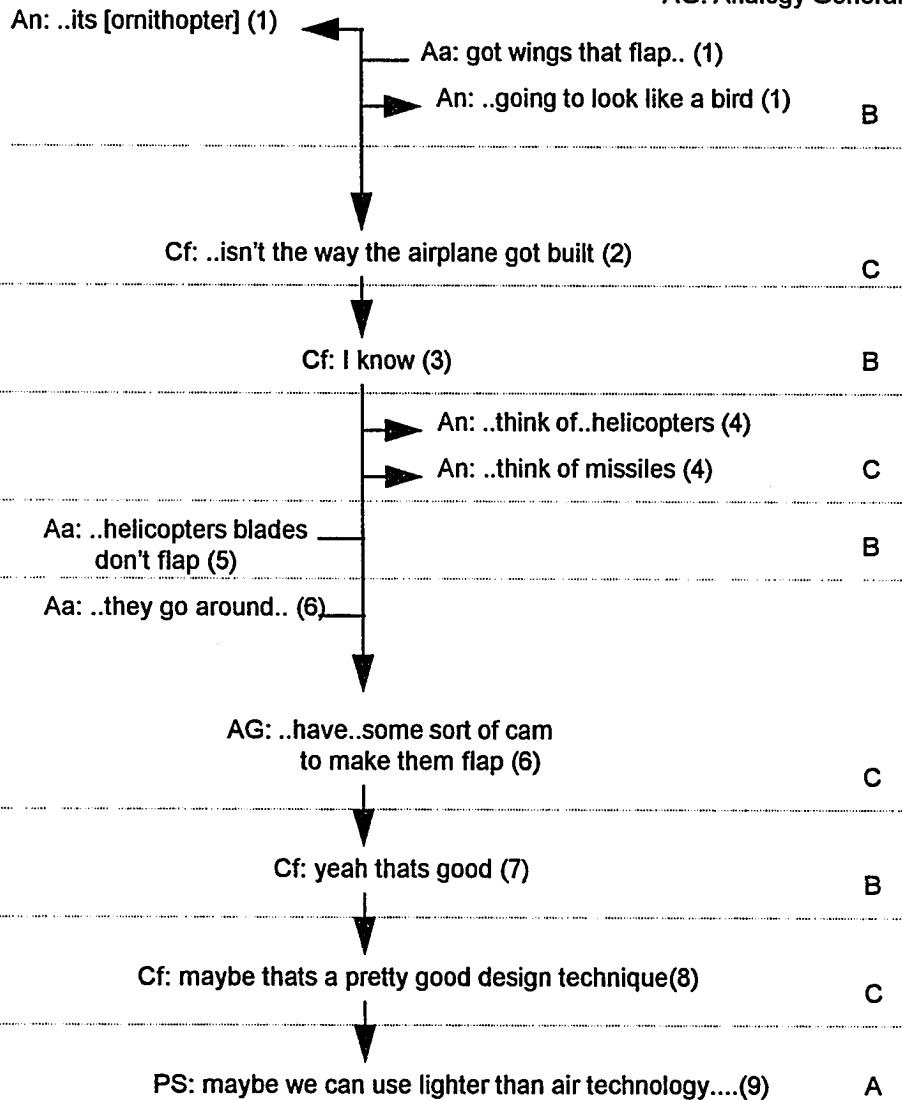 An: ..its [ornithopter] (1)
Aa: got wings that flap.. (1)
An: ..going to look like a bird (1)
B
Cf: ..isn't the way the airplane got built (2)
C
Cf: I know (3)
B
An: ..think of..helicopters (4)
An: ..think of missiles (4)
C
Aa: ..helicopters blades
don't flap (5)
B
Aa: ..they go around.. (6)
AG: ..have..some sort of cam
to make them flap (6)
C
Cf: yeah thats good (7)
B
Cf: maybe thats a pretty good design technique(8)
C
PS: maybe we can use lighter than air technology....(9)
A